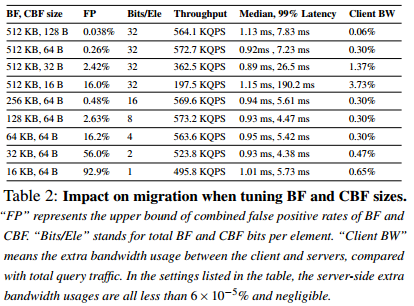 BF, CBF size FP Bits/Ele Throughput Median, 99% Latency Client BW
512 KB, 128 B 0.038% 32 564.1 KQPS 1.13 ms, 7.83 ms 0.06%
512 KB, 64 B 0.26% 32 572.7 KQPS 0.92ms , 7.23 ms 0.30%
512 KB, 32 B 2.42% 32 362.5 KQPS 0.89 ms, 26.5 ms 1.37%
512 KB, 16 B 16.0% 32 197.5 KQPS 1.15 ms, 190.2 ms 3.73%
256 KB, 64 B 0.48% 16 569.6 KQPS 0.94 ms, 5.61 ms 0.30%
128 KB, 64 B 2.63% 8 573.2 KQPS 0.93 ms, 4.47 ms 0.30%
64 KB, 64 B 16.2% 4 563.6 KQPS 0.95 ms, 5.42 ms 0.30%
32 KB, 64 B 56.0% 2 523.8 KQPS 0.93 ms, 4.38 ms 0.47%
16 KB, 64 B 92.9% 1 495.8 KQPS 1.01 ms, 5.73 ms 0.65%
Table 2: Impact on migration when tuning BF and CBF sizes.
“FP” represents the upper bound of combined false positive rates of BF and
CBF. “Bits/Ele” stands for total BF and CBF bits per element. “Client BW”
means the extra bandwidth usage between the client and servers, compared
with total query traffic. In the settings listed in the table, the server-side extra
bandwidth usages are all less than 6 × 10⁻⁵% and negligible.